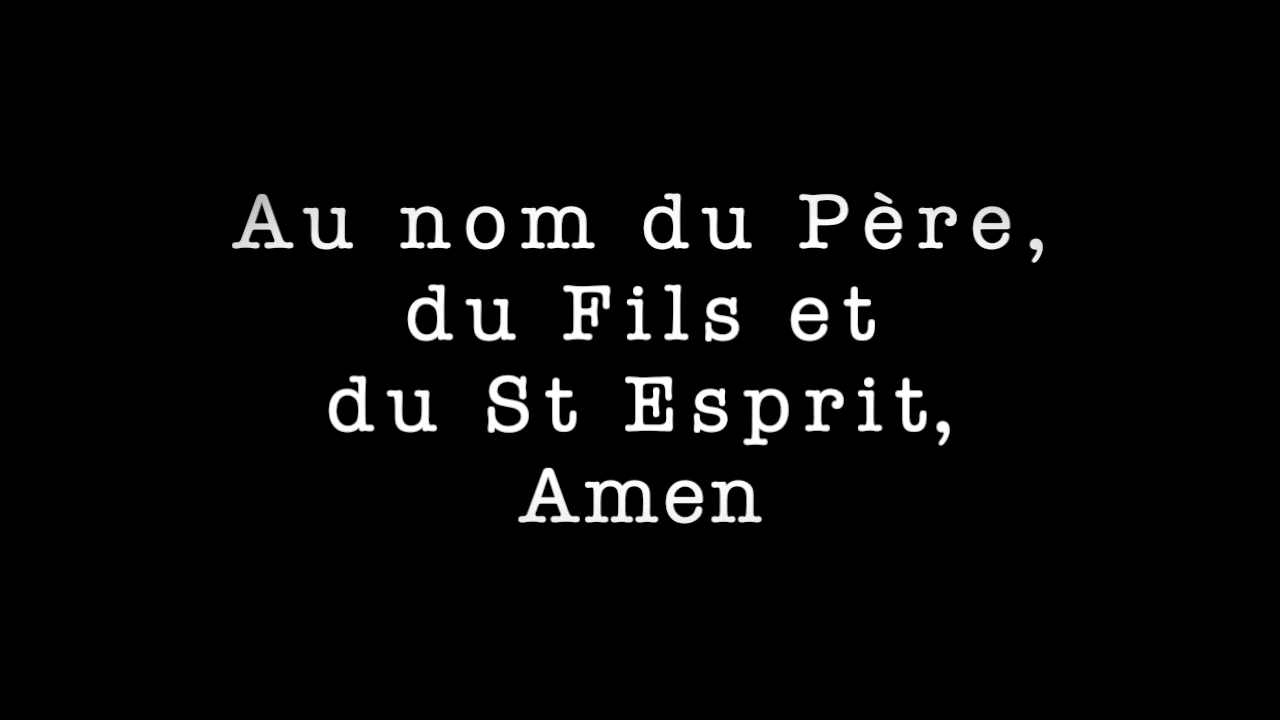 Au nom du Père,
du Fils et
du St Esprit,
Amen